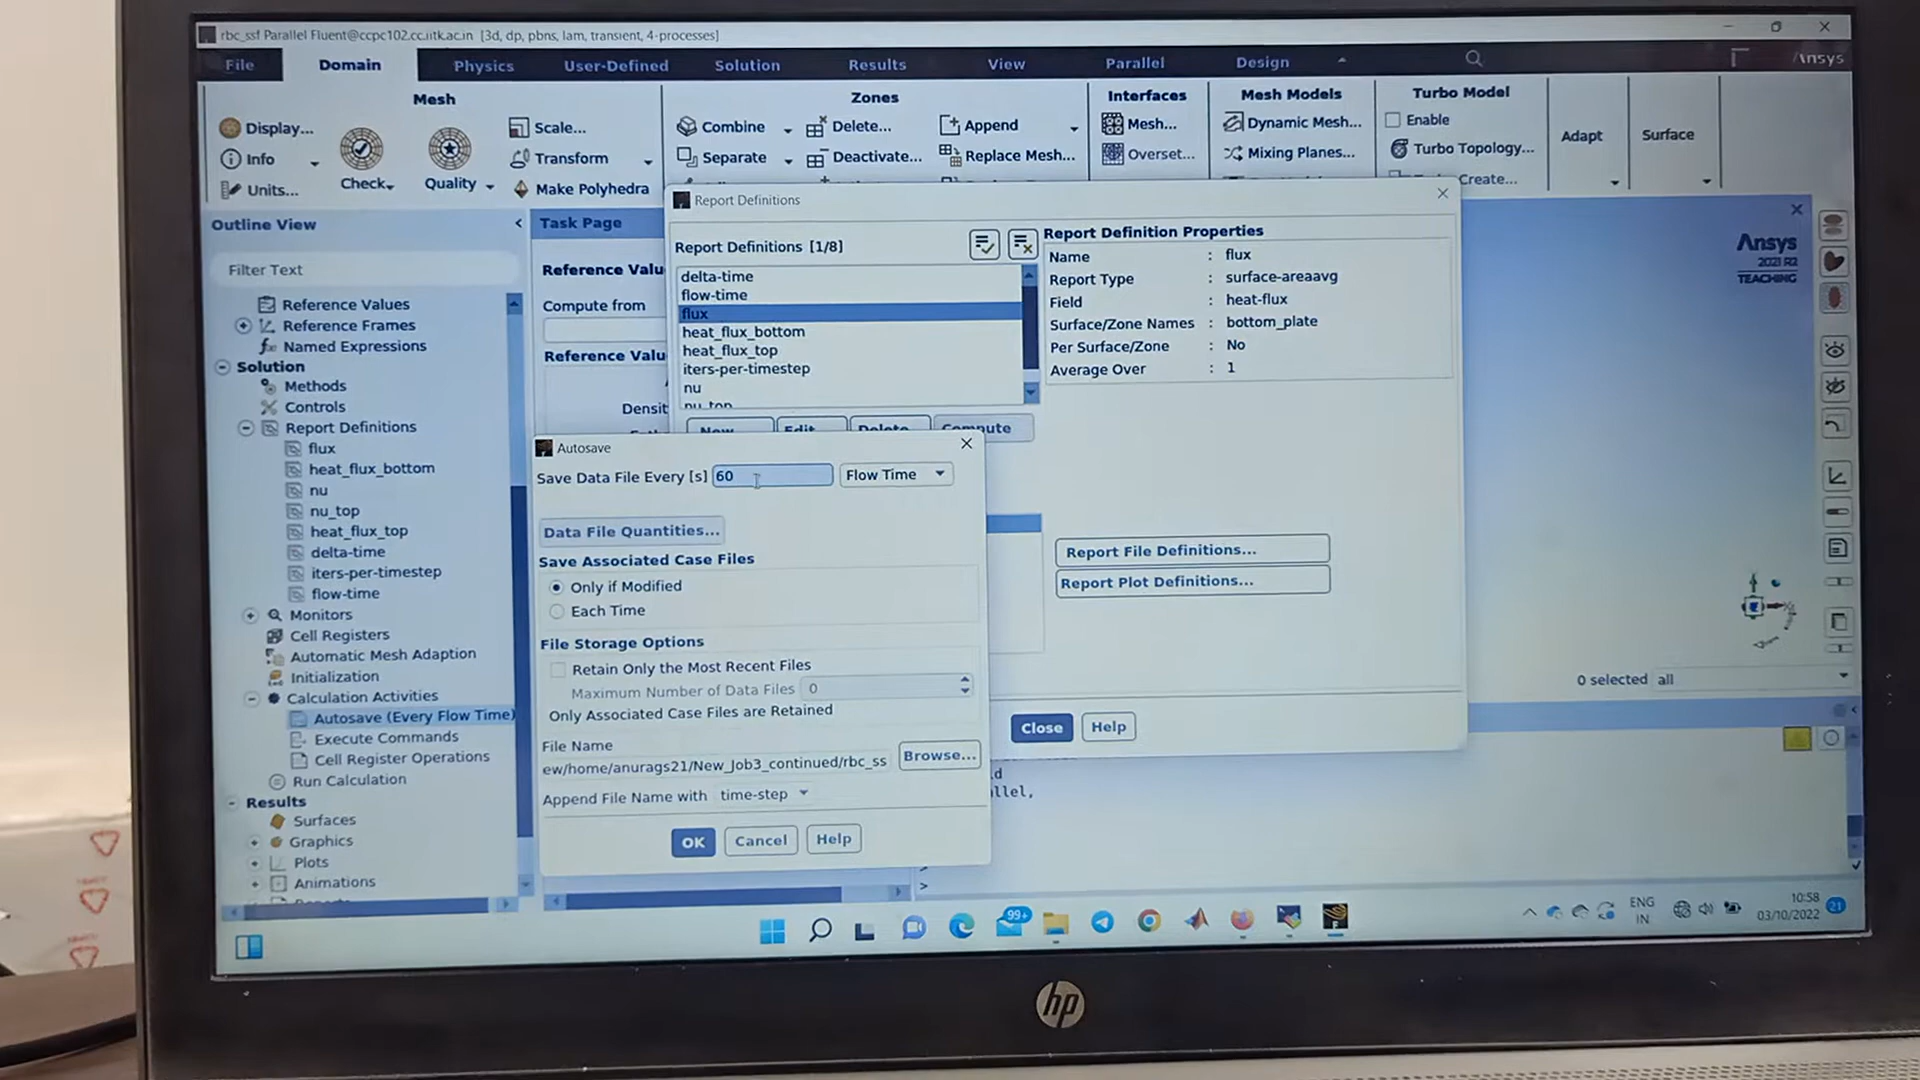 rbc_ssf Parallel Fluent@ccpc102.cc.iitk.ac.in [3d, dp, pbns, lam, transient, 4-processes]
File Domain Physics User-Defined Solution Results View Parallel Design Ansys
Mesh
Display...
Info
Units...
Check
Quality
Scale...
Transform
Make Polyhedra
Zones
Combine
Separate
Delete...
Deactivate...
Append
Replace Mesh...
Interfaces
Mesh...
Overset...
Mesh Models
Dynamic Mesh...
Mixing Planes...
Turbo Model
Enable
Turbo Topology...
Create...
Adapt
Surface
Outline View
Filter Text
Reference Values
Reference Frames
Named Expressions
Solution
Methods
Controls
Report Definitions
flux
heat_flux_bottom
nu
nu_top
heat_flux_top
delta-time
iters-per-timestep
flow-time
Monitors
Cell Registers
Automatic Mesh Adaption
Initialization
Calculation Activities
Autosave (Every Flow Time)
Execute Commands
Cell Register Operations
Run Calculation
Results
Surfaces
Graphics
Plots
Animations
Task Page
Reference Valu
Compute from
Reference Valu
Densit
Report Definitions
Report Definitions [1/8]
delta-time
flow-time
flux
heat_flux_bottom
heat_flux_top
iters-per-timestep
nu
nu_top
New Edit Delete Compute
Report Definition Properties
Name : flux
Report Type : surface-areaavg
Field : heat-flux
Surface/Zone Names : bottom_plate
Per Surface/Zone : No
Average Over : 1
Report File Definitions...
Report Plot Definitions...
Close Help
Autosave
Save Data File Every [s] 60 Flow Time
Data File Quantities...
Save Associated Case Files
Only if Modified
Each Time
File Storage Options
Retain Only the Most Recent Files
Maximum Number of Data Files 0
Only Associated Case Files are Retained
File Name
ew/home/anurags21/New_Job3_continued/rbc_ss
Browse...
Append File Name with time-step
OK Cancel Help
Ansys
2021 R2
TEACHING
0 selected all
d
llel,
>
99+
ENG
IN
10:58
03/10/2022
21
hp